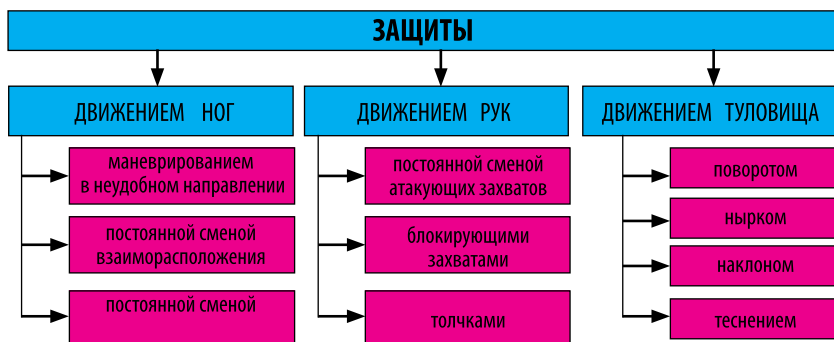 ЗАЩИТЫ
ДВИЖЕНИЕМ НОГ
маневрированием
в неудобном направлении
постоянной сменой
взаиморасположения
постоянной сменой
ДВИЖЕНИЕМ РУК
постоянной сменой
атакующих захватов
блокирующими
захватами
толчками
ДВИЖЕНИЕМ ТУЛОВИЩА
поворотом
нырком
наклоном
теснением